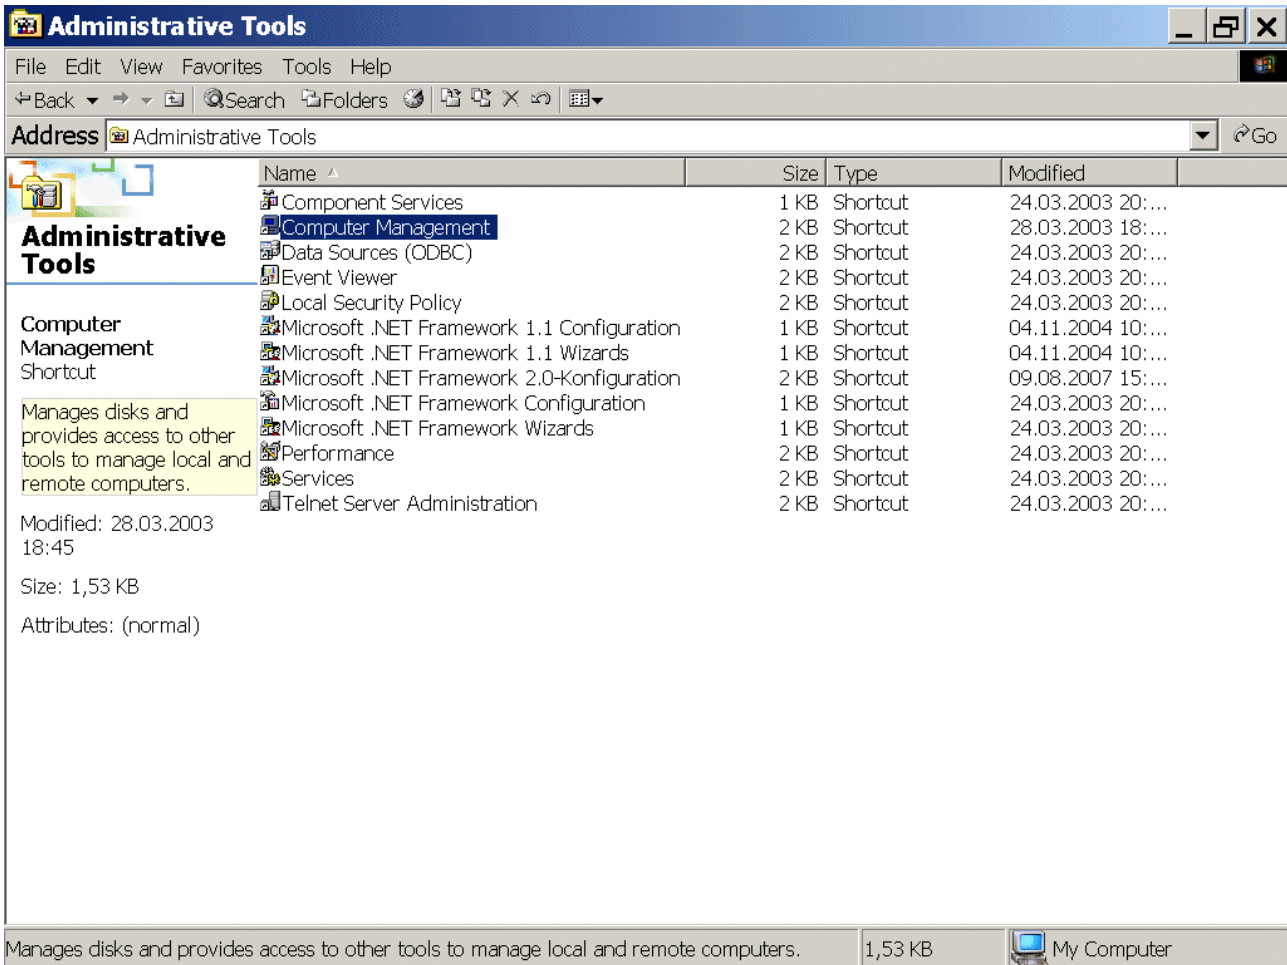 Administrative Tools
File Edit View Favorites Tools Help
Back Search Folders
Address Administrative Tools Go
Name Size Type Modified
Component Services 1 KB Shortcut 24.03.2003 20:...
Computer Management 2 KB Shortcut 28.03.2003 18:...
Data Sources (ODBC) 2 KB Shortcut 24.03.2003 20:...
Event Viewer 2 KB Shortcut 24.03.2003 20:...
Local Security Policy 2 KB Shortcut 24.03.2003 20:...
Microsoft .NET Framework 1.1 Configuration 1 KB Shortcut 04.11.2004 10:...
Microsoft .NET Framework 1.1 Wizards 1 KB Shortcut 04.11.2004 10:...
Microsoft .NET Framework 2.0-Konfiguration 2 KB Shortcut 09.08.2007 15:...
Microsoft .NET Framework Configuration 1 KB Shortcut 24.03.2003 20:...
Microsoft .NET Framework Wizards 1 KB Shortcut 24.03.2003 20:...
Performance 2 KB Shortcut 24.03.2003 20:...
Services 2 KB Shortcut 24.03.2003 20:...
Telnet Server Administration 2 KB Shortcut 24.03.2003 20:...
Administrative
Tools
Computer
Management
Shortcut
Manages disks and
provides access to other
tools to manage local and
remote computers.
Modified: 28.03.2003
18:45
Size: 1,53 KB
Attributes: (normal)
Manages disks and provides access to other tools to manage local and remote computers. 1,53 KB My Computer